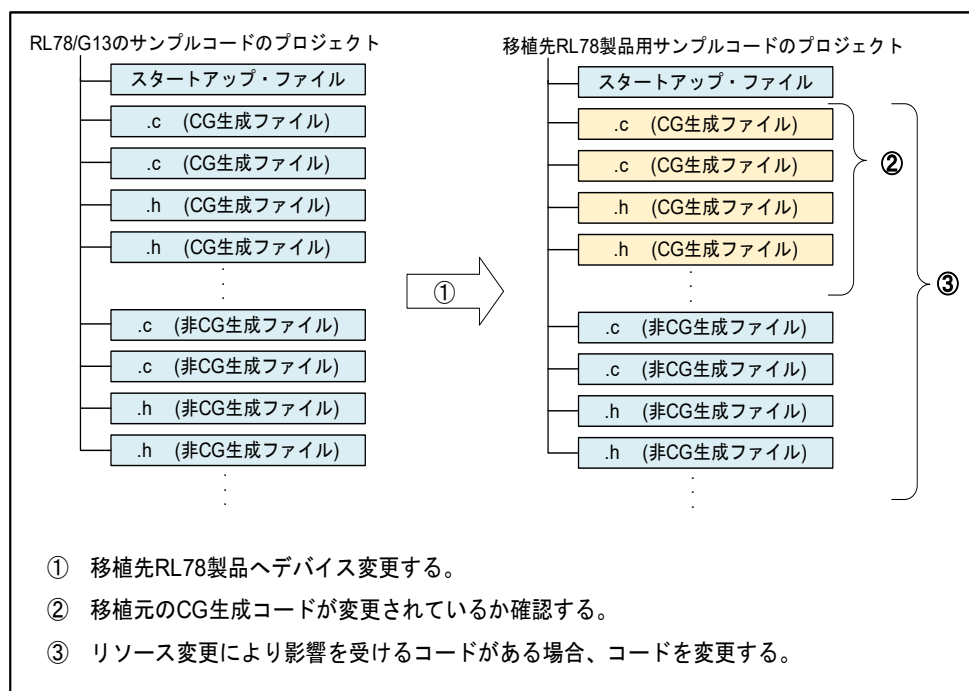 RL78/G13のサンプルコードのプロジェクト
スタートアップ・ファイル
.c (CG生成ファイル)
.c (CG生成ファイル)
.h (CG生成ファイル)
.h (CG生成ファイル)
.c (非CG生成ファイル)
.c (非CG生成ファイル)
.h (非CG生成ファイル)
.h (非CG生成ファイル)
①
移植先RL78製品用サンプルコードのプロジェクト
スタートアップ・ファイル
.c (CG生成ファイル)
.c (CG生成ファイル)
.h (CG生成ファイル)
.h (CG生成ファイル)
.c (非CG生成ファイル)
.c (非CG生成ファイル)
.h (非CG生成ファイル)
.h (非CG生成ファイル)
②
③
① 移植先RL78製品へデバイス変更する。
② 移植元のCG生成コードが変更されているか確認する。
③ リソース変更により影響を受けるコードがある場合、コードを変更する。